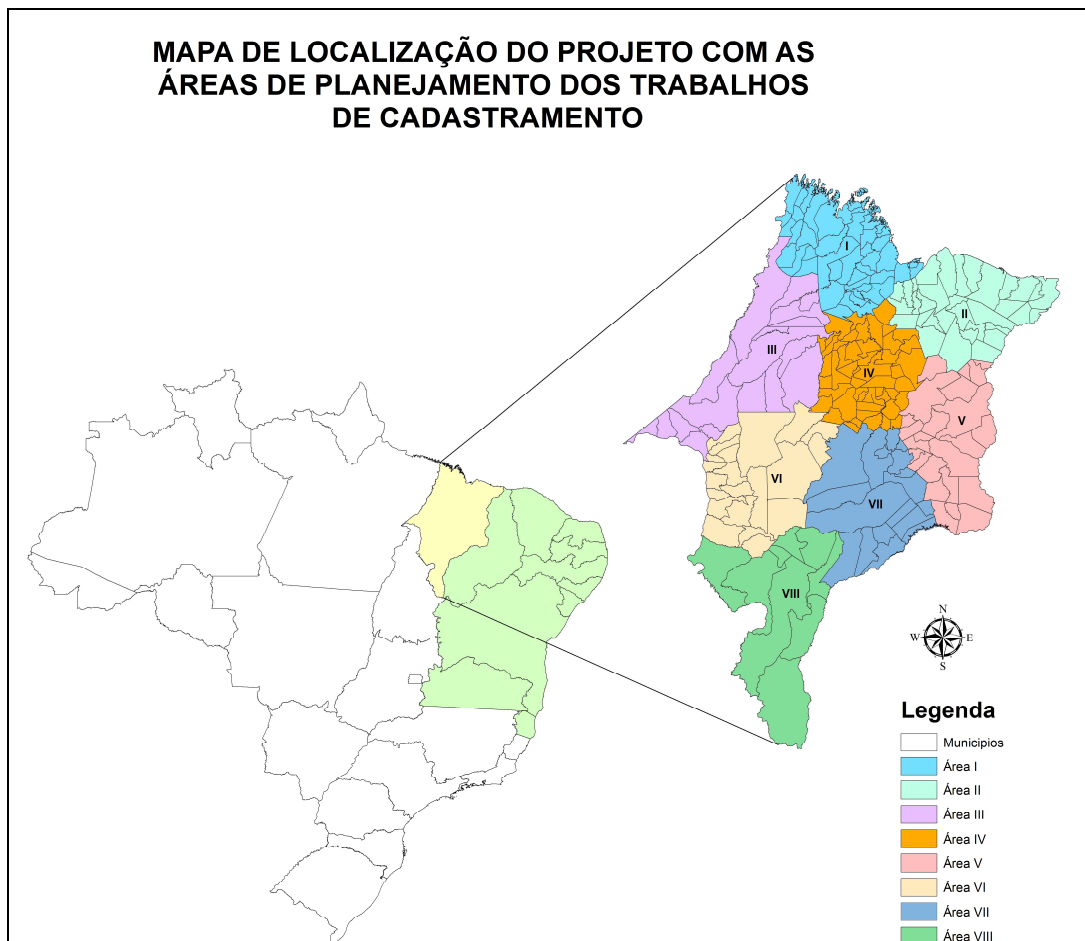 MAPA DE LOCALIZAÇÃO DO PROJETO COM AS
ÁREAS DE PLANEJAMENTO DOS TRABALHOS
DE CADASTRAMENTO
I
II
III
IV
V
VI
VII
VIII
N
W E
S
Legenda
Municipios
Área I
Área II
Área III
Área IV
Área V
Área VI
Área VII
Área VIII